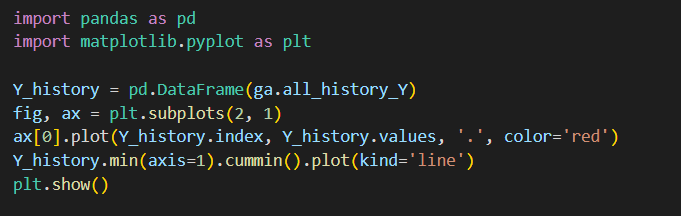 import pandas as pd
import matplotlib.pyplot as plt

Y_history = pd.DataFrame(ga.all_history_Y)
fig, ax = plt.subplots(2, 1)
ax[0].plot(Y_history.index, Y_history.values, '.', color='red')
Y_history.min(axis=1).cummin().plot(kind='line')
plt.show()